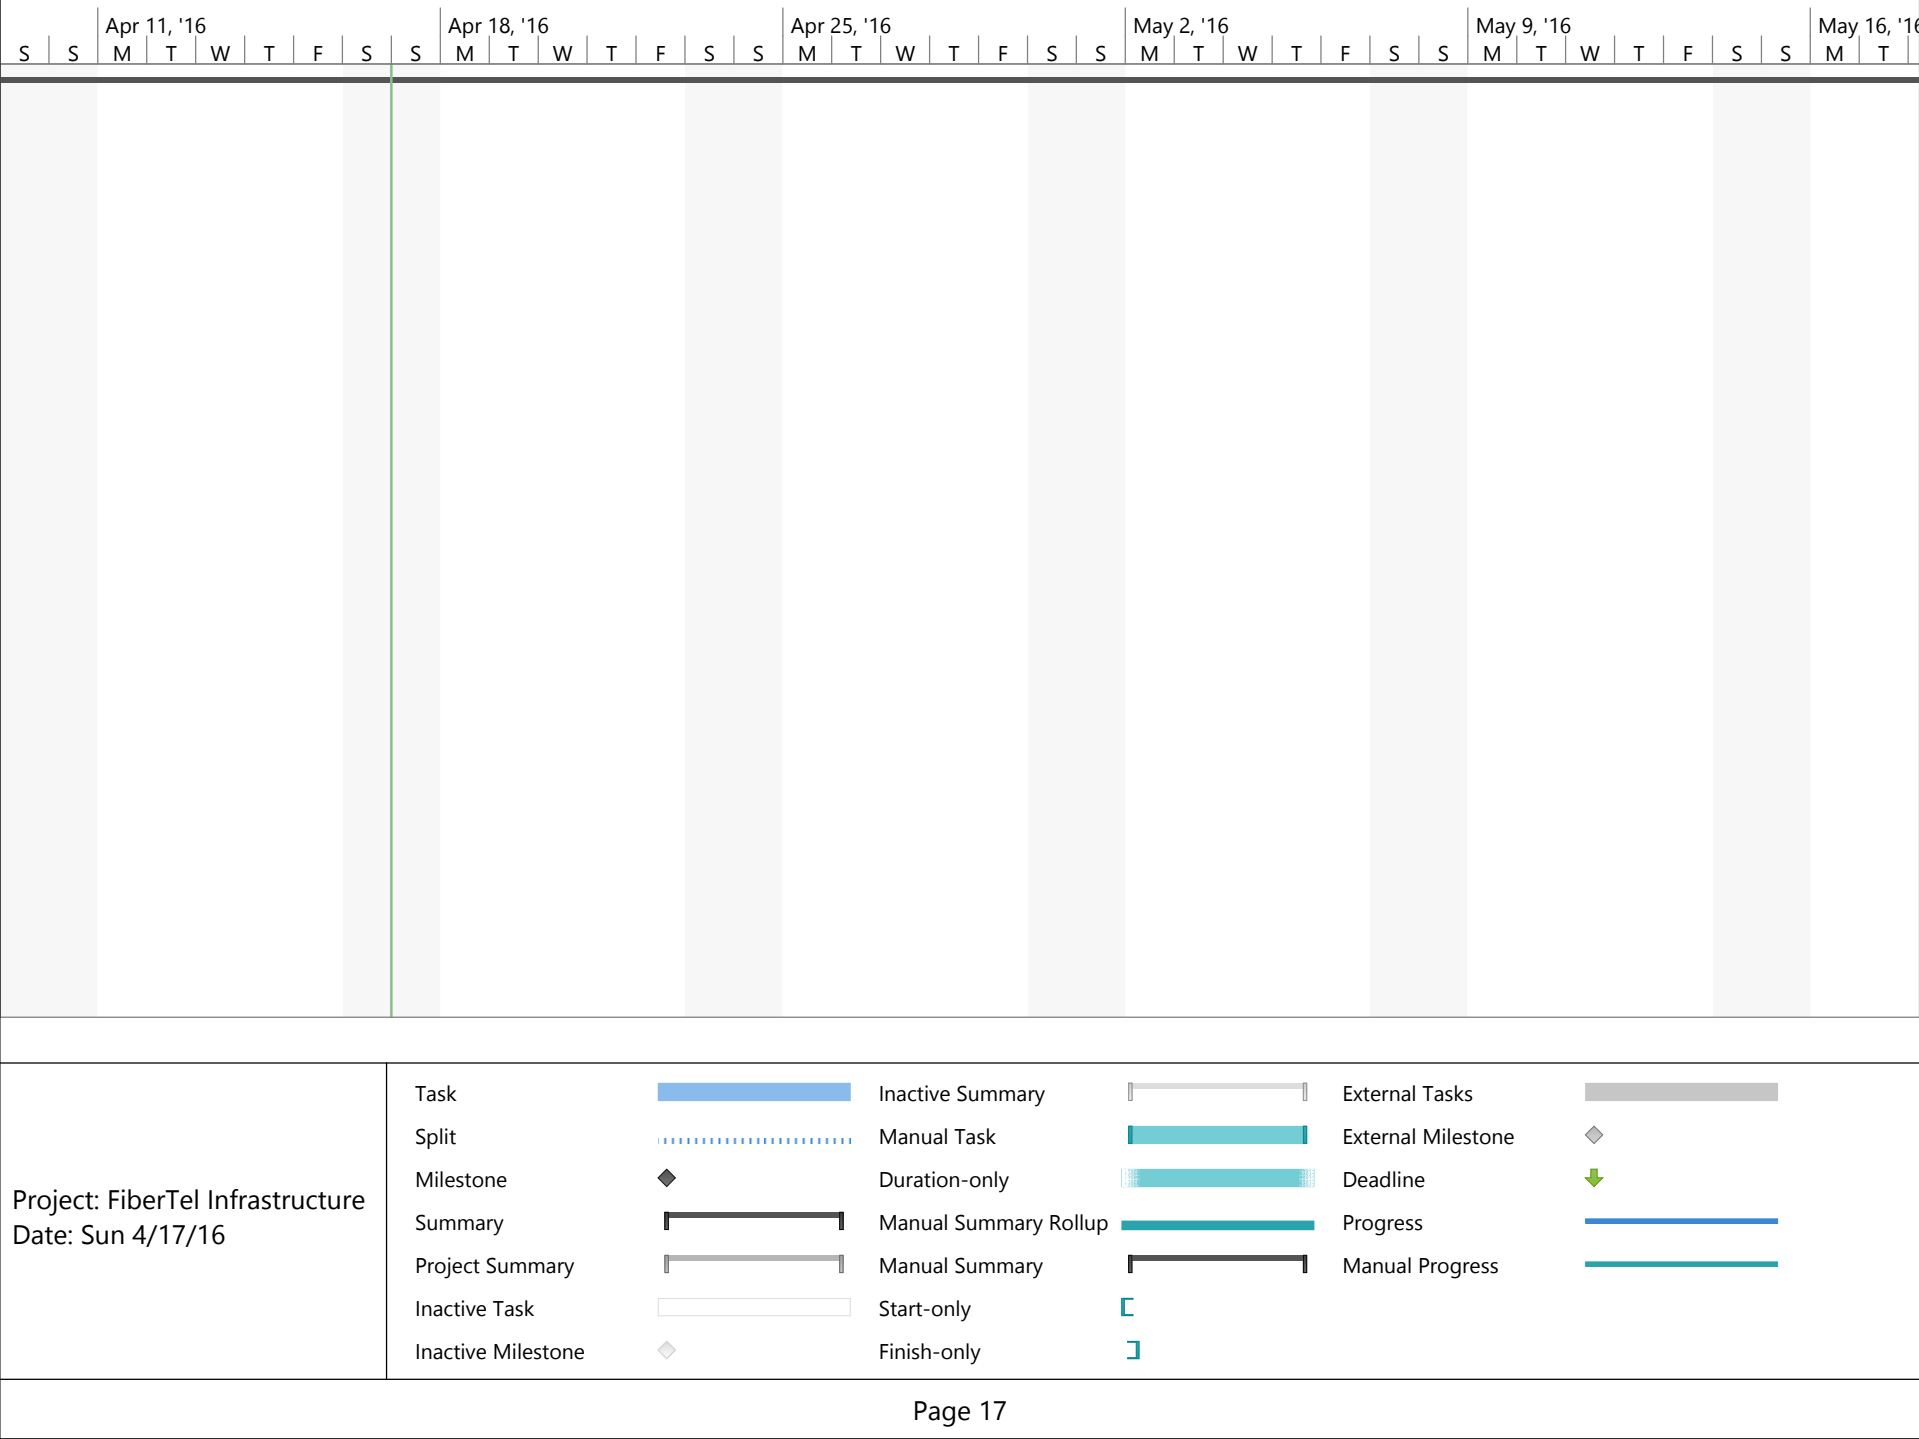 Apr 11, '16 Apr 18, '16 Apr 25, '16 May 2, '16 May 9, '16 May 16, '16
S S M T W T F S S M T W T F S S M T W T F S S M T W T F S S M T W T F S S M T
Task Inactive Summary External Tasks
Split Manual Task External Milestone
Milestone Duration-only Deadline
Project: FiberTel Infrastructure
Date: Sun 4/17/16
Summary Manual Summary Rollup Progress
Project Summary Manual Summary Manual Progress
Inactive Task Start-only
Inactive Milestone Finish-only
Page 17